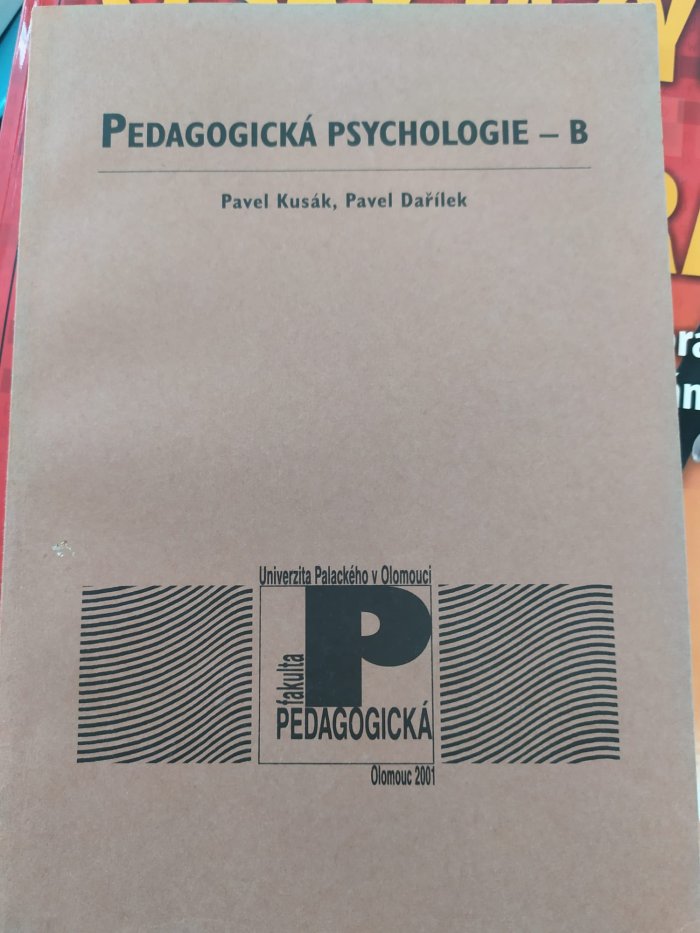 PEDAGOGICKÁ PSYCHOLOGIE – B
Pavel Kusák, Pavel Dařílek
Univerzita Palackého v Olomouci
P
fakulta
PEDAGOGICKÁ
Olomouc 2001